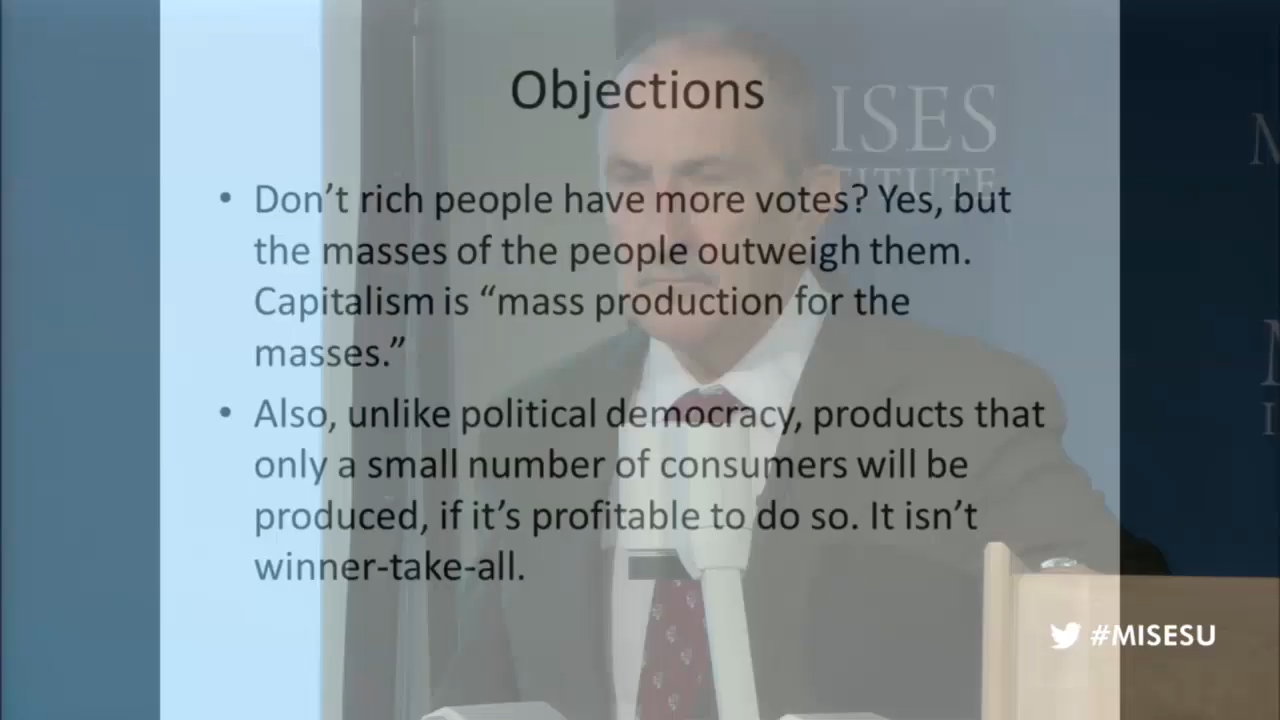 Objections
ISES
TITUTE
• Don’t rich people have more votes? Yes, but
the masses of the people outweigh them.
Capitalism is “mass production for the
masses.”
• Also, unlike political democracy, products that
only a small number of consumers will be
produced, if it’s profitable to do so. It isn’t
winner-take-all.
M
M
I
#MISESU